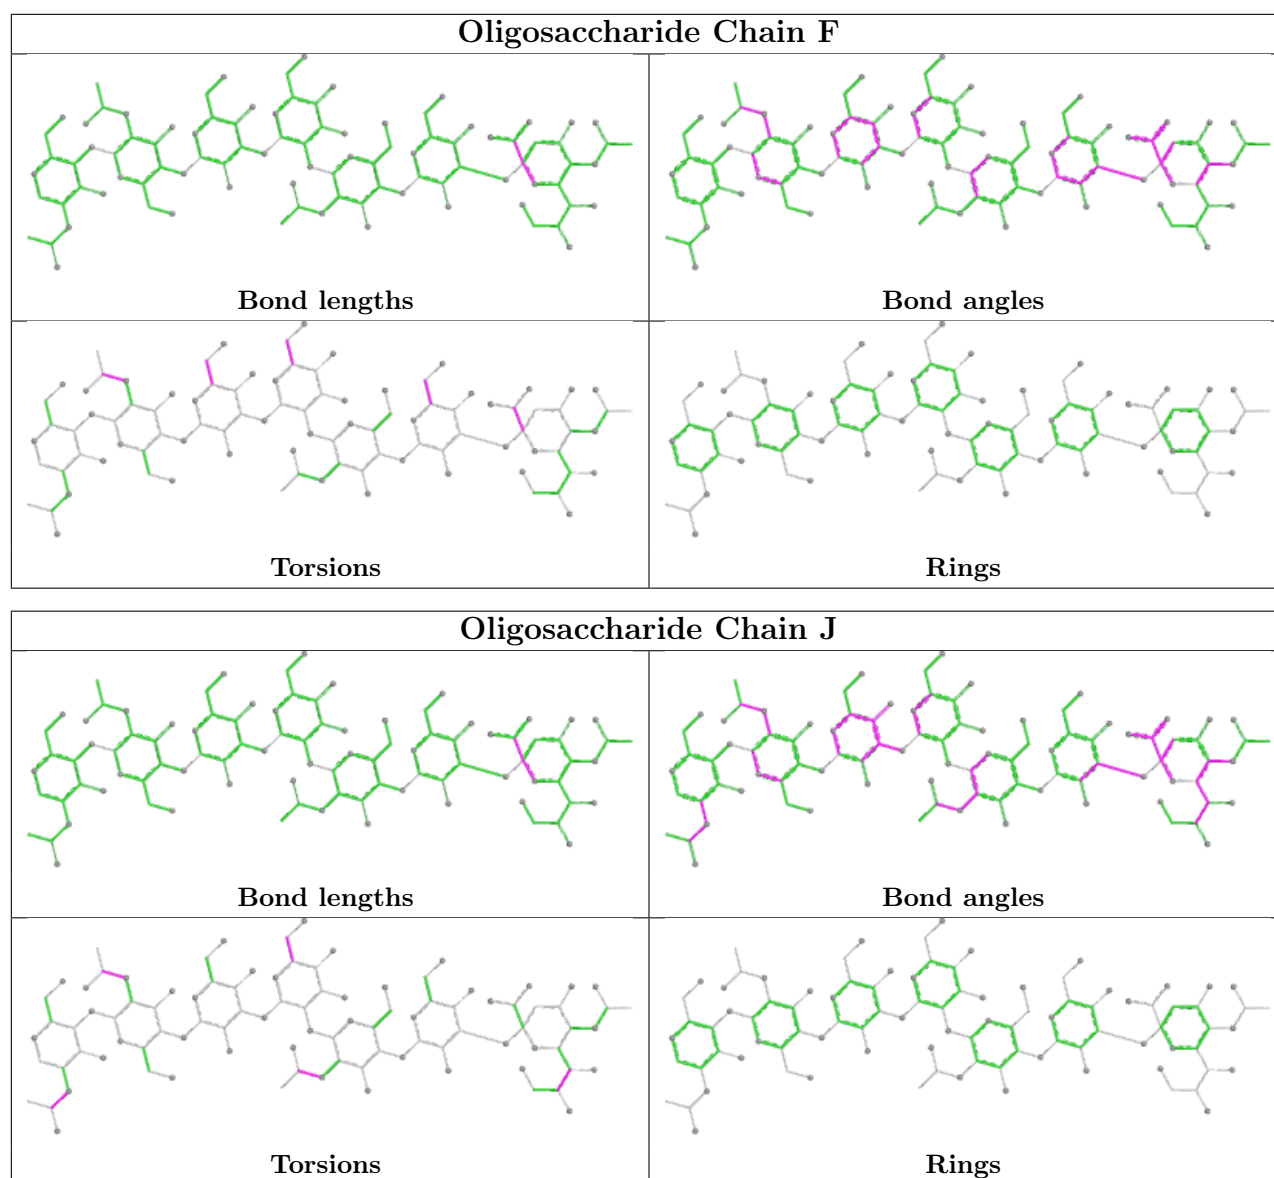 Oligosaccharide Chain F
Bond lengths
Bond angles
Torsions
Rings
Oligosaccharide Chain J
Bond lengths
Bond angles
Torsions
Rings